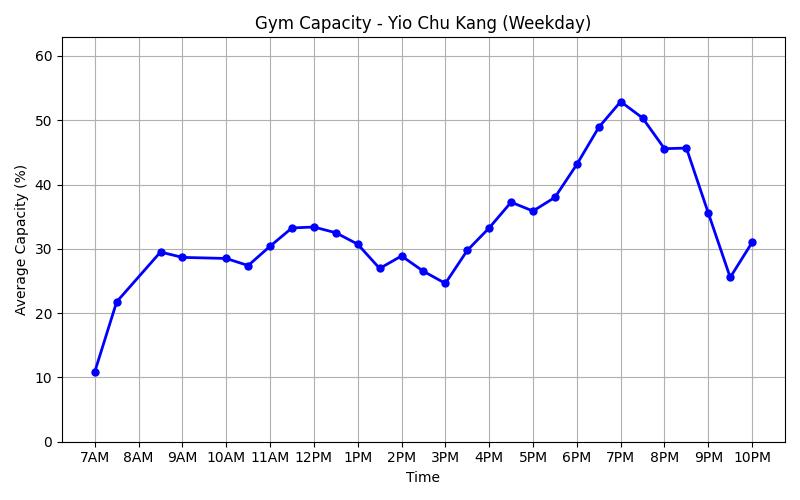 Gym Capacity - Yio Chu Kang (Weekday)
Average Capacity (%)
60
50
40
30
20
10
0
7AM 8AM 9AM 10AM 11AM 12PM 1PM 2PM 3PM 4PM 5PM 6PM 7PM 8PM 9PM 10PM
Time